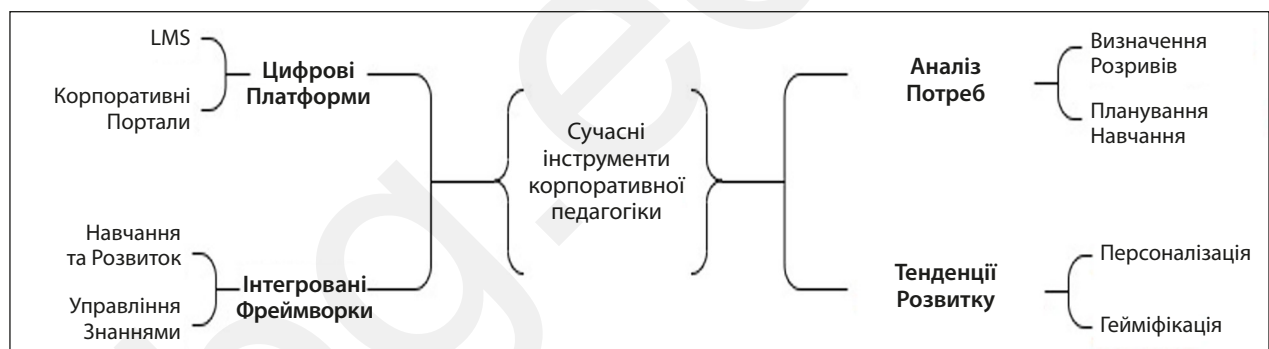 LMS
Цифрові
Платформи
Корпоративні
Портали
Навчання
та Розвиток
Інтегровані
Фреймворки
Управління
Знаннями
Сучасні
інструменти
корпоративної
педагогіки
Аналіз
Потреб
Визначення
Розривів
Планування
Навчання
Тенденції
Розвитку
Персоналізація
Гейміфікація